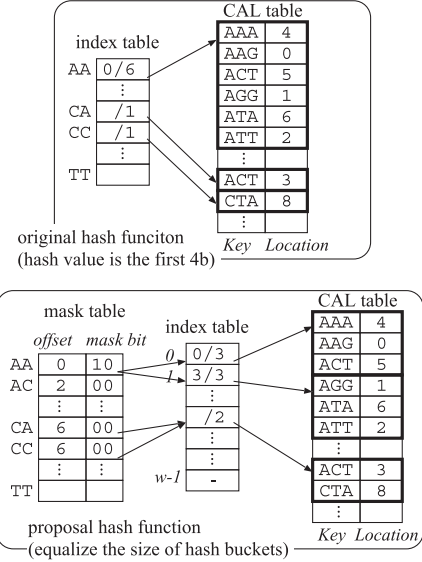 CAL table
index table
AAA 4
AA 0/6 AAG 0
⋮ ACT 5
CA /1 AGG 1
CC /1 ATA 6
⋮ ATT 2
TT ⋮
ACT 3
CTA 8
⋮
original hash funciton
(hash value is the first 4b)
Key Location
mask table
CAL table
offset mask bit
index table
AAA 4
AA 0 10 0 0/3 AAG 0
AC 2 00 1 3/3 ACT 5
⋮ ⋮ ⋮ AGG 1
CA 6 00 /2 ATA 6
CC 6 00 ⋮ ATT 2
⋮ ⋮ ⋮ ⋮
TT w-1 - ACT 3
CTA 8
⋮
proposal hash function
(equalize the size of hash buckets)
Key Location